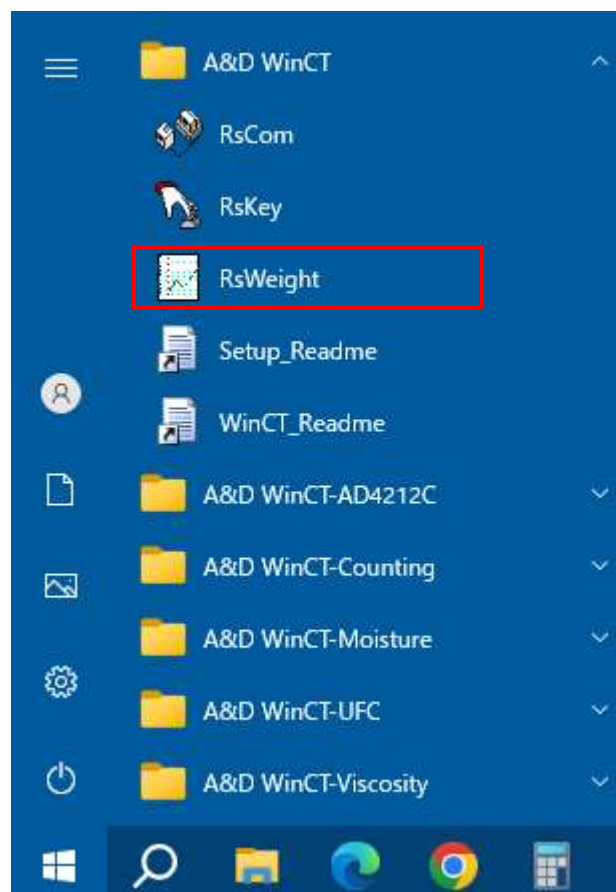 A&D WinCT
RsCom
RsKey
RsWeight
Setup_Readme
WinCT_Readme
A&D WinCT-AD4212C
A&D WinCT-Counting
A&D WinCT-Moisture
A&D WinCT-UFC
A&D WinCT-Viscosity